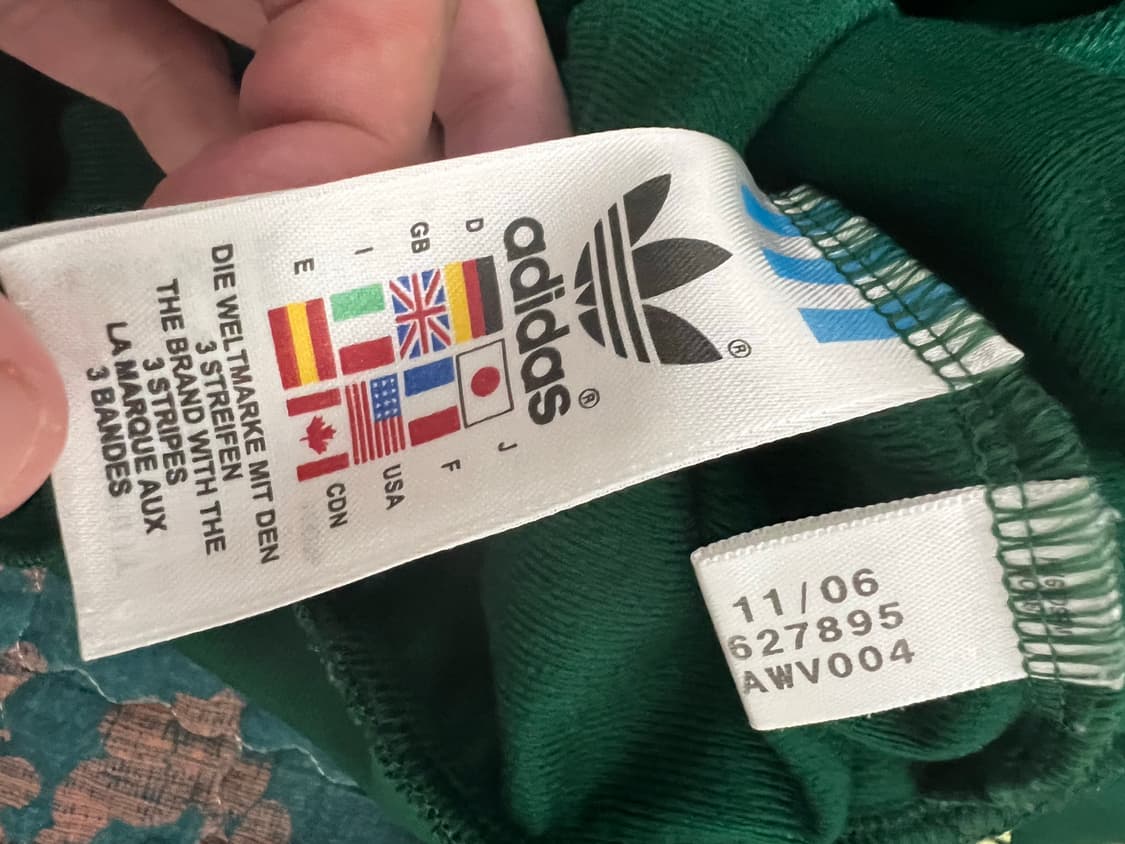 ®
adidas®
D
J
GB
F
I
USA
E
CDN
DIE WELTMARKE MIT DEN
3 STREIFEN
THE BRAND WITH THE
3 STRIPES
LA MARQUE AUX
3 BANDES
11/06
627895
AWV004